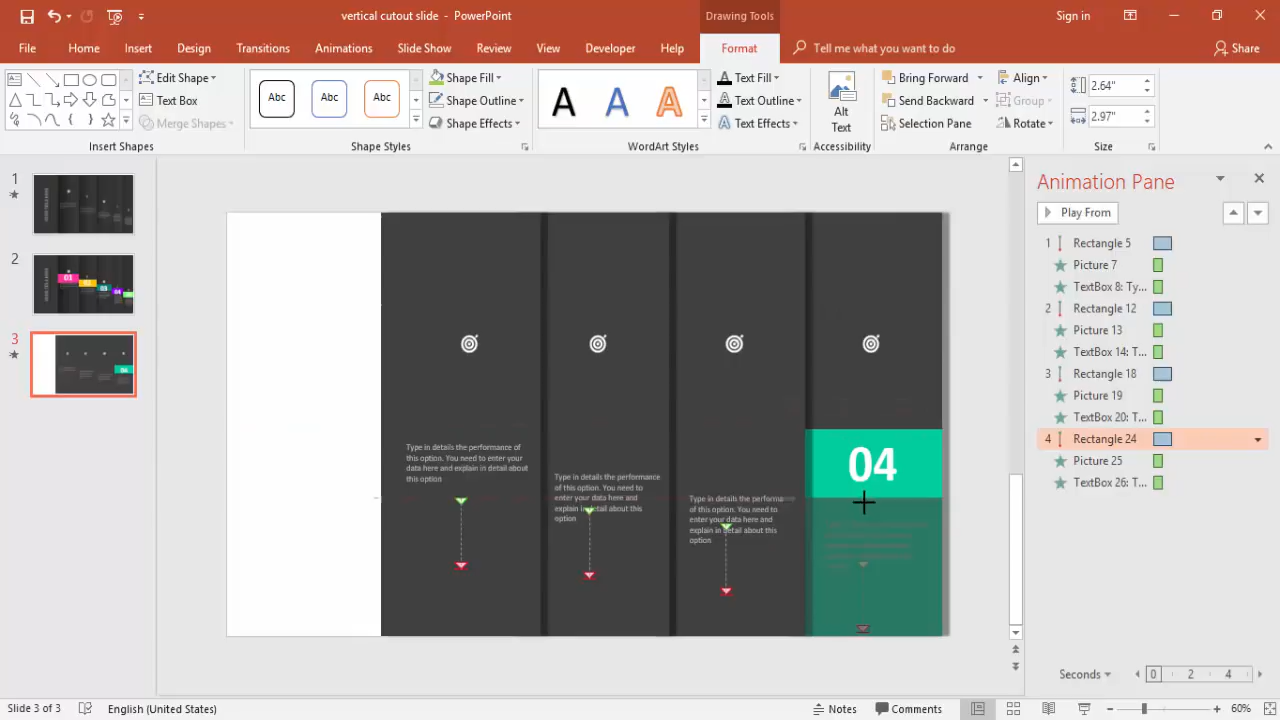 vertical cutout slide - PowerPoint
Drawing Tools
Sign in
File Home Insert Design Transitions Animations Slide Show Review View Developer Help Format Tell me what you want to do Share
Edit Shape
Text Box
Merge Shapes
Insert Shapes
Abc Abc Abc
Shape Fill
Shape Outline
Shape Effects
Shape Styles
A A A
Text Fill
Text Outline
Text Effects
WordArt Styles
Alt
Text
Accessibility
Bring Forward
Send Backward
Selection Pane
Align
Group
Rotate
Arrange
2.64"
2.97"
Size
1
2
3
01
02
03
04
04
Type in details the performance of
this option. You need to enter your
data here and explain in detail about
this option
Type in details the performance
of this option. You need to
enter your data here and
explain in detail about this
option
Type in details the performance
of this option. You need to
enter your data here and
explain in detail about this
option
04
Animation Pane
Play From
1 Rectangle 5
Picture 7
TextBox 8: Ty...
2 Rectangle 12
Picture 13
TextBox 14: T...
3 Rectangle 18
Picture 19
TextBox 20: T...
4 Rectangle 24
Picture 25
TextBox 26: T...
Seconds 0 2 4
Slide 3 of 3 English (United States) Notes Comments 60%